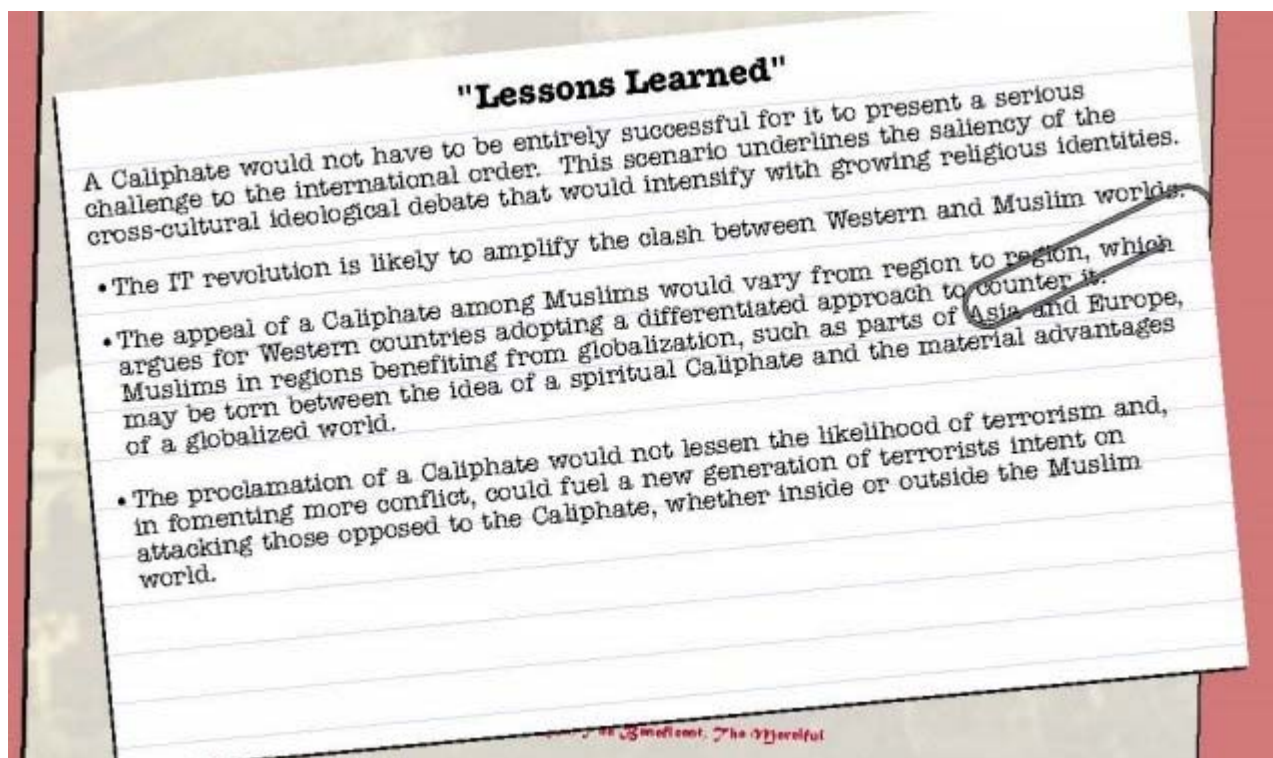 "Lessons Learned"
A Caliphate would not have to be entirely successful for it to present a serious
challenge to the international order. This scenario underlines the saliency of the
cross-cultural ideological debate that would intensify with growing religious identities.
•The IT revolution is likely to amplify the clash between Western and Muslim worlds.
•The appeal of a Caliphate among Muslims would vary from region to region, which
argues for Western countries adopting a differentiated approach to counter it.
Muslims in regions benefiting from globalization, such as parts of Asia and Europe,
may be torn between the idea of a spiritual Caliphate and the material advantages
of a globalized world.
•The proclamation of a Caliphate would not lessen the likelihood of terrorism and,
in fomenting more conflict, could fuel a new generation of terrorists intent on
attacking those opposed to the Caliphate, whether inside or outside the Muslim
world.
Beneficent, The Merciful